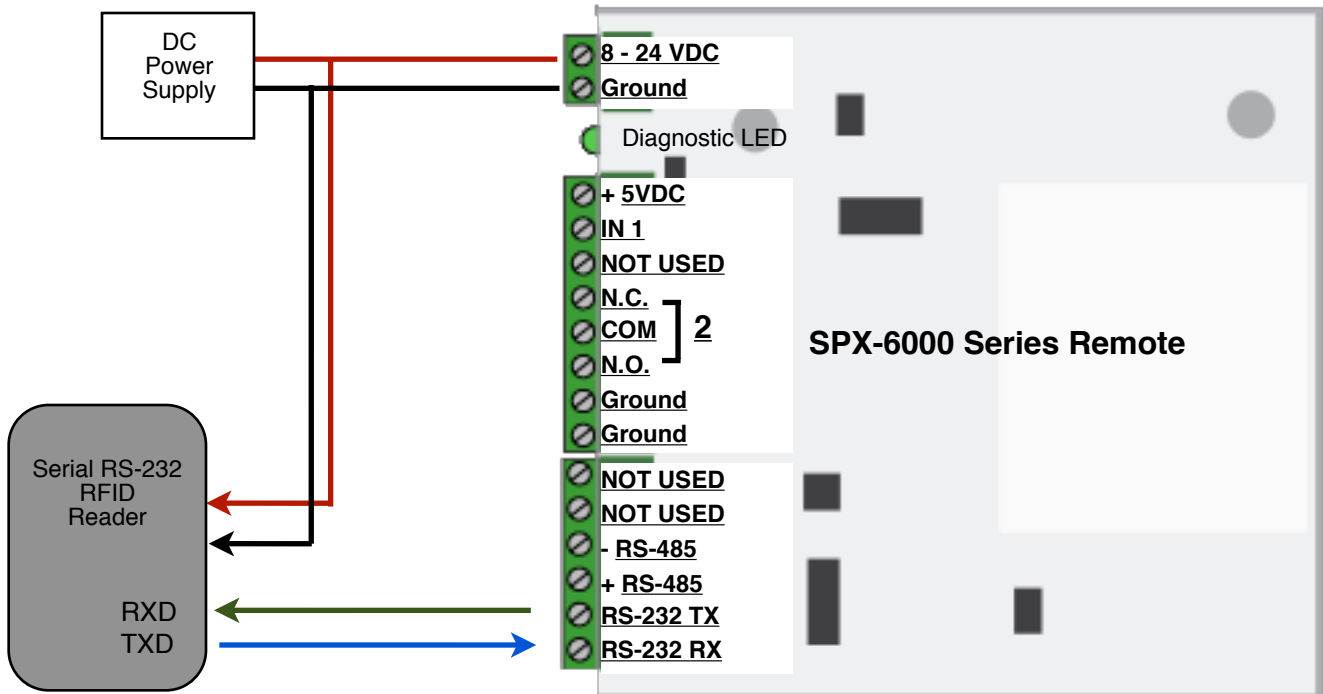 DC
Power
Supply
8 - 24 VDC
Ground
Diagnostic LED
+ 5VDC
IN 1
NOT USED
N.C.
COM
N.O.
2
Ground
Ground
SPX-6000 Series Remote
Serial RS-232
RFID
Reader
RXD
TXD
NOT USED
NOT USED
- RS-485
+ RS-485
RS-232 TX
RS-232 RX